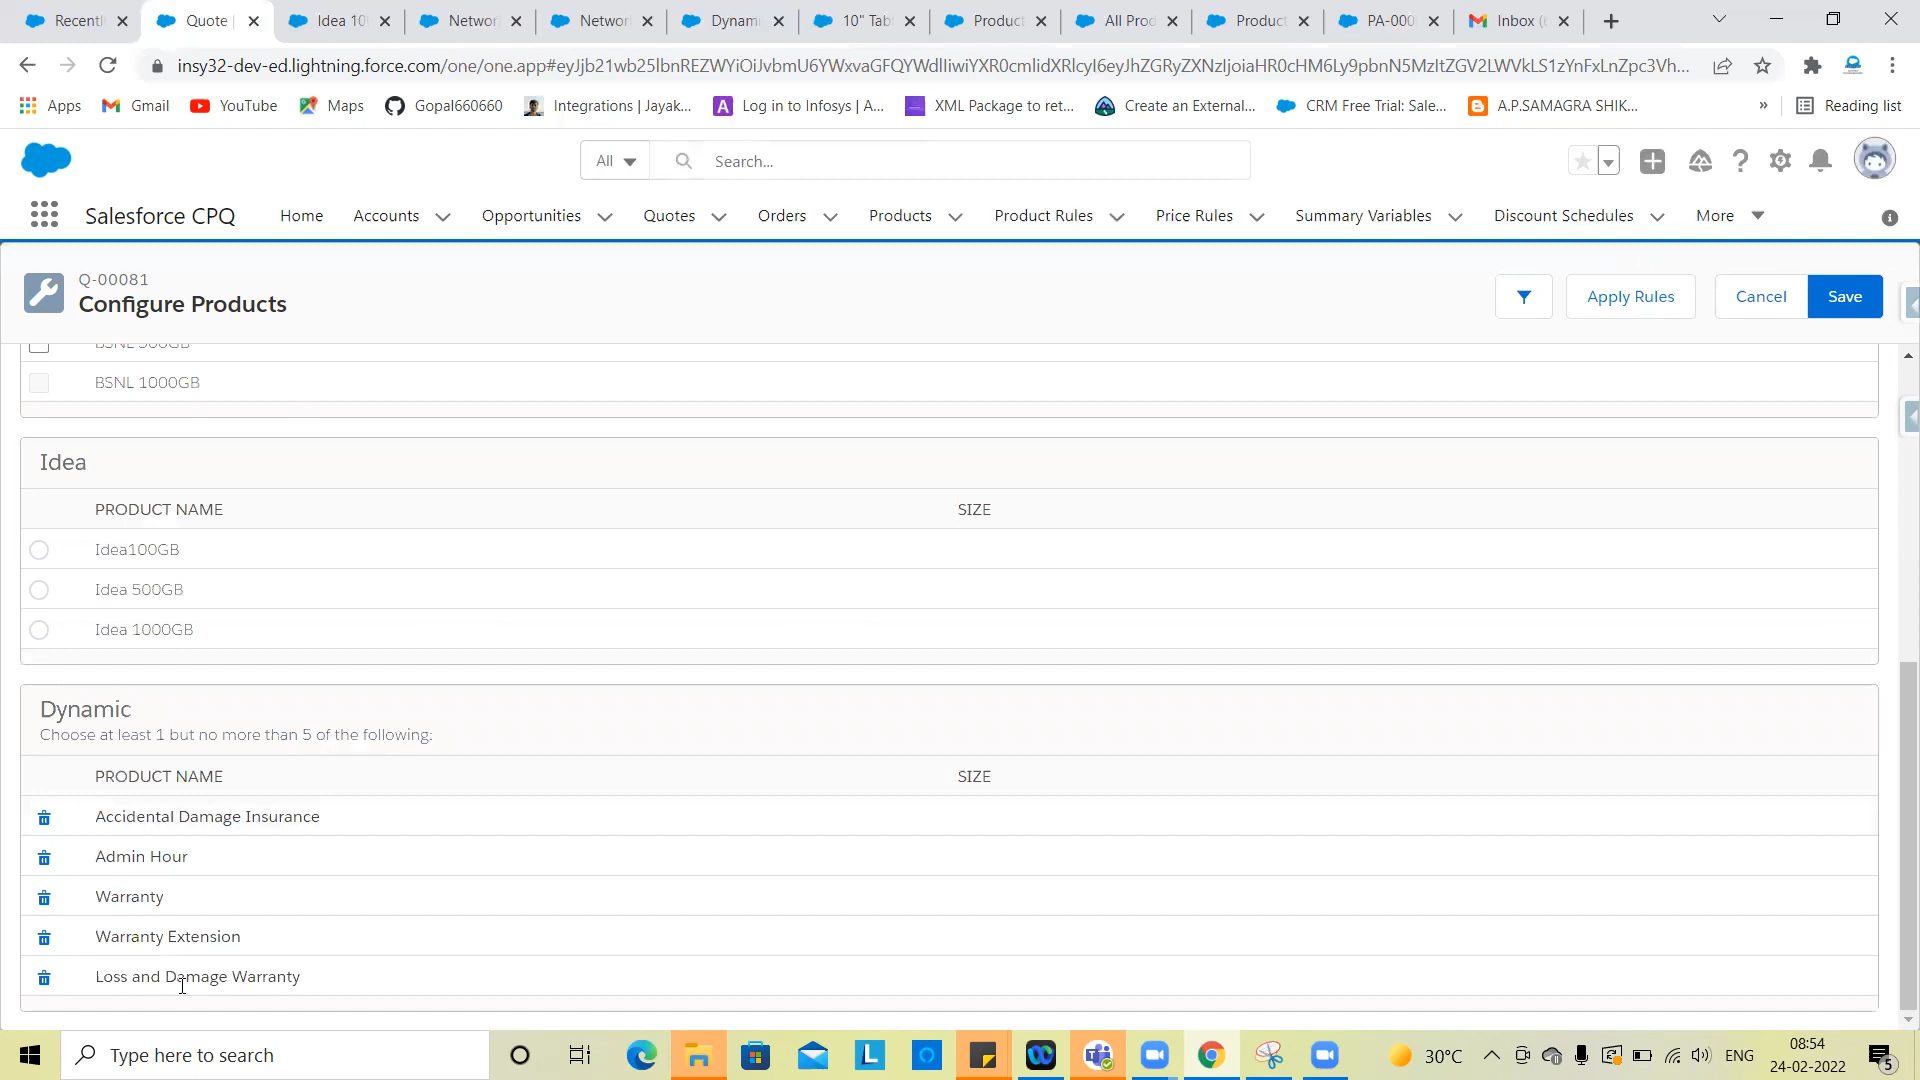 Recent
Quote |
Idea 10
Networ
Networ
Dynami
10" Tab
Product
All Prod
Product
PA-000
Inbox (
insy32-dev-ed.lightning.force.com/one/one.app#eyJjb21wb25lbnREZWYiOiJvbmU6YWxvaGFQYWdlIiwiYXR0cmlidXRlcyI6eyJhZGRyZXNzIjoiaHR0cHM6Ly9pbnN5MzItZGV2LWVkLS1zYnFxLnZpc3Vh...
Apps
Gmail
YouTube
Maps
Gopal660060
Integrations | Jayak...
Log in to Infosys | A...
XML Package to ret...
Create an External...
CRM Free Trial: Sale...
A.P.SAMAGRA SHIK...
»
Reading list
All
Search...
Salesforce CPQ
Home
Accounts
Opportunities
Quotes
Orders
Products
Product Rules
Price Rules
Summary Variables
Discount Schedules
More
Q-00081
Configure Products
Apply Rules
Cancel
Save
BSNL 500GB
BSNL 1000GB
Idea
PRODUCT NAME
SIZE
Idea100GB
Idea 500GB
Idea 1000GB
Dynamic
Choose at least 1 but no more than 5 of the following:
PRODUCT NAME
SIZE
Accidental Damage Insurance
Admin Hour
Warranty
Warranty Extension
Loss and Damage Warranty
Type here to search
30°C
ENG
08:54
24-02-2022
5